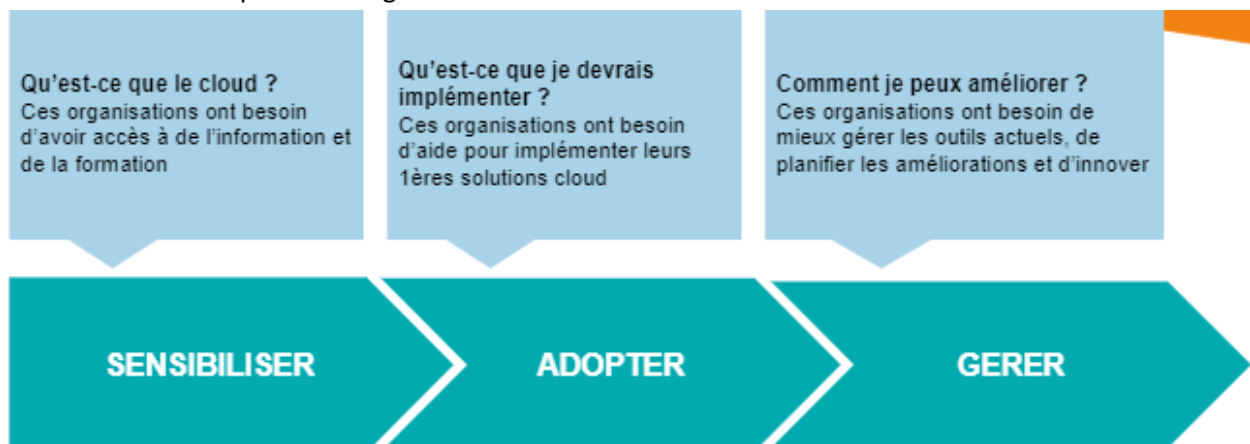 Qu'est-ce que le cloud ?
Ces organisations ont besoin
d'avoir accès à de l'information et
de la formation
Qu'est-ce que je devrais
implémenter ?
Ces organisations ont besoin
d'aide pour implémenter leurs
1ères solutions cloud
Comment je peux améliorer ?
Ces organisations ont besoin de
mieux gérer les outils actuels, de
planifier les améliorations et d'innover
SENSIBILISER
ADOPTER
GERER